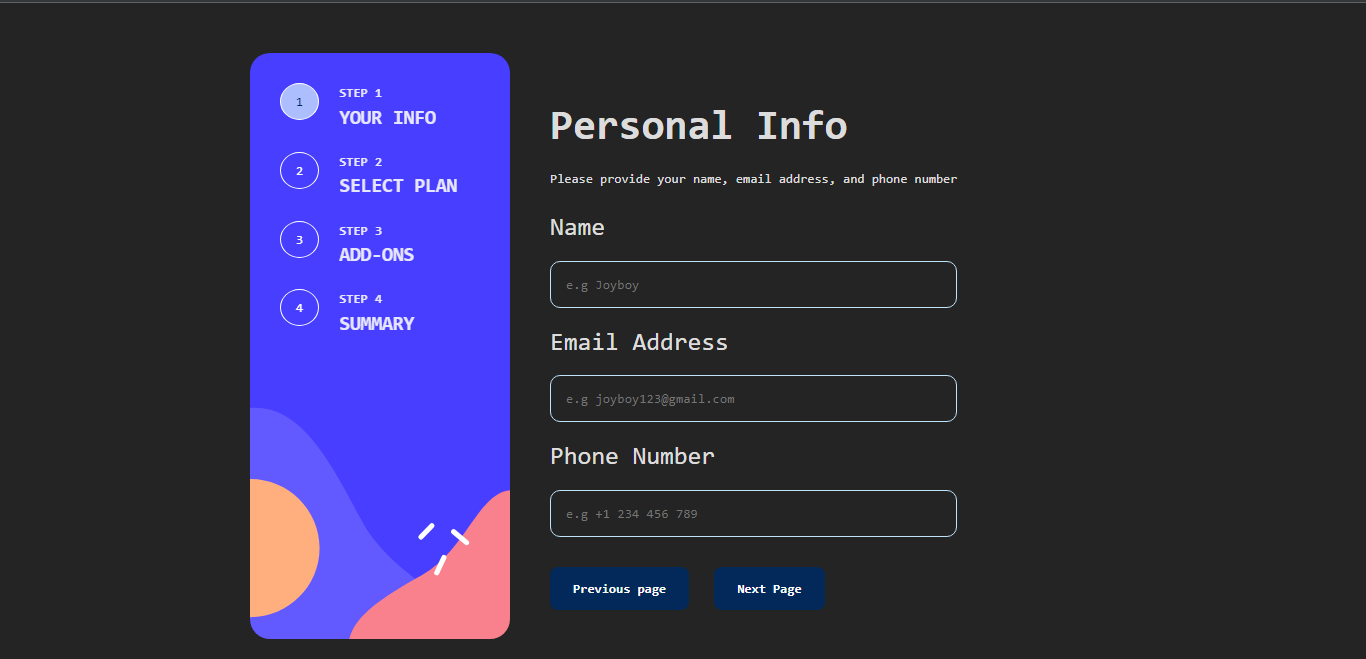 1
STEP 1
YOUR INFO
2
STEP 2
SELECT PLAN
3
STEP 3
ADD-ONS
4
STEP 4
SUMMARY
Personal Info
Please provide your name, email address, and phone number
Name
e.g Joyboy
Email Address
e.g joyboy123@gmail.com
Phone Number
e.g +1 234 456 789
Previous page
Next Page